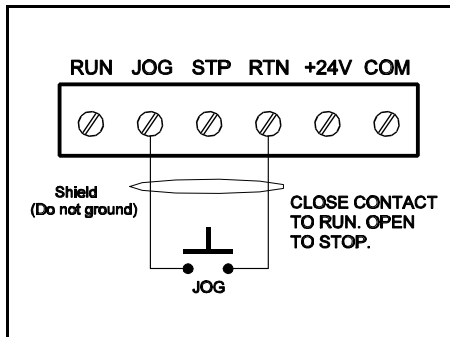 RUN JOG STP RTN +24V COM
Shield
(Do not ground)
CLOSE CONTACT
TO RUN. OPEN
TO STOP.
JOG